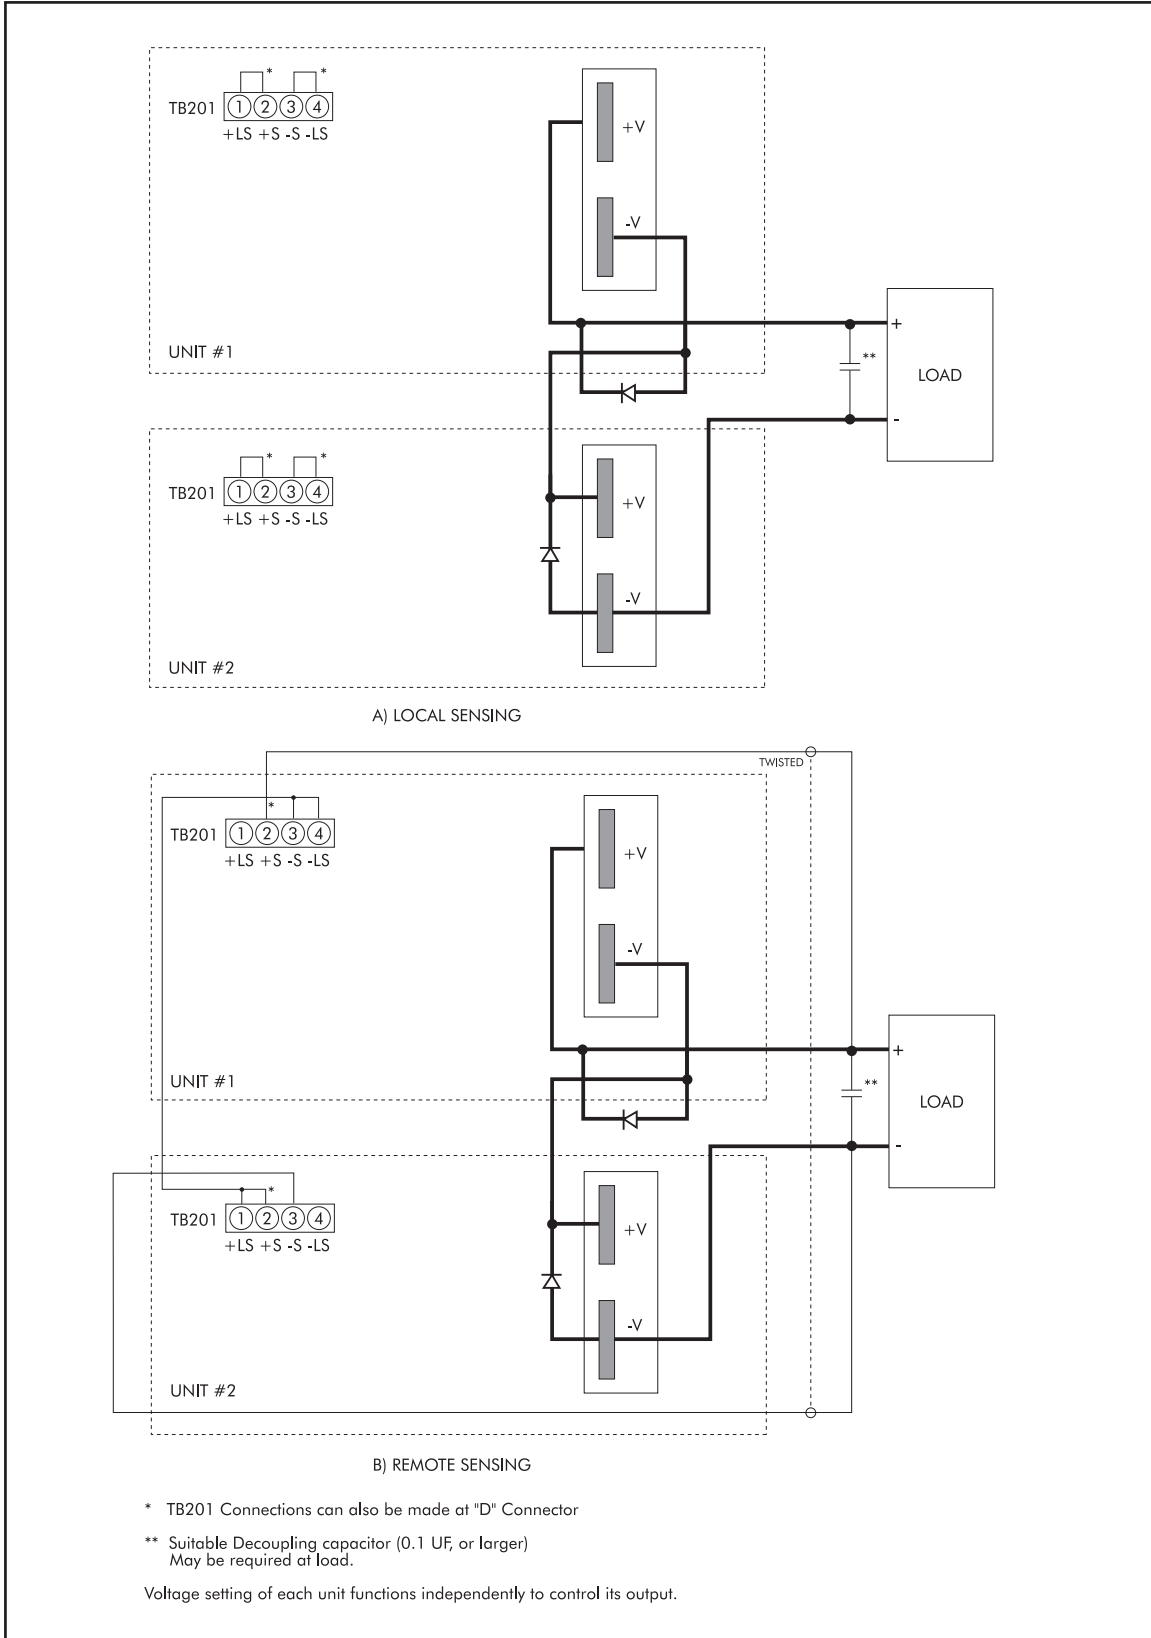 * *
TB201 1 2 3 4
+LS +S -S -LS
+V
-V
+
**
LOAD
-
UNIT #1
* *
TB201 1 2 3 4
+LS +S -S -LS
+V
-V
UNIT #2
A) LOCAL SENSING
TWISTED
*
TB201 1 2 3 4
+LS +S -S -LS
+V
-V
+
UNIT #1
**
LOAD
-
*
TB201 1 2 3 4
+LS +S -S -LS
+V
-V
UNIT #2
B) REMOTE SENSING
* TB201 Connections can also be made at "D" Connector
** Suitable Decoupling capacitor (0.1 UF, or larger)
May be required at load.
Voltage setting of each unit functions independently to control its output.